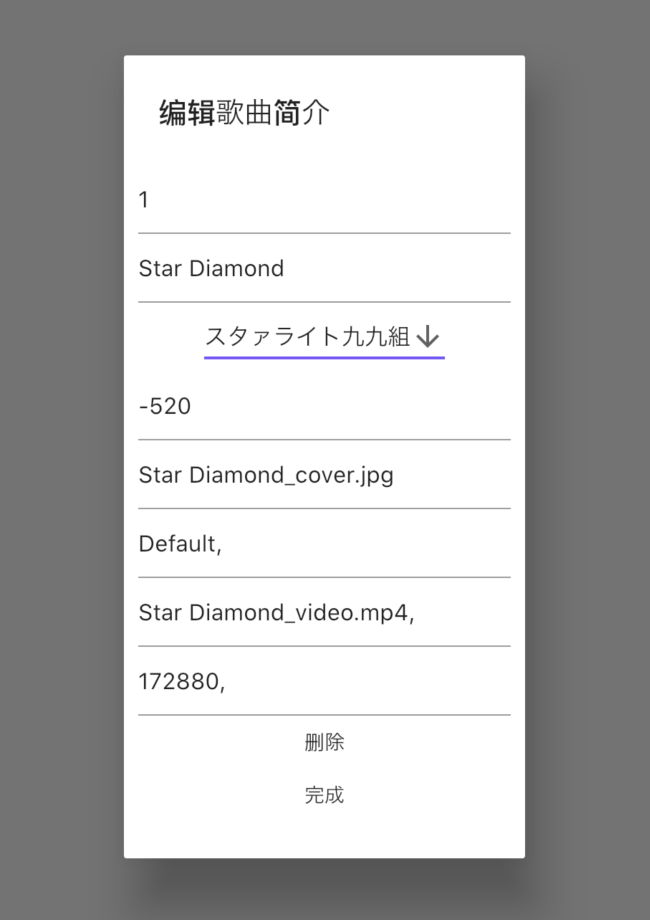 编辑歌曲简介
1
Star Diamond
スタァライト九九組
-520
Star Diamond_cover.jpg
Default,
Star Diamond_video.mp4,
172880,
删除
完成